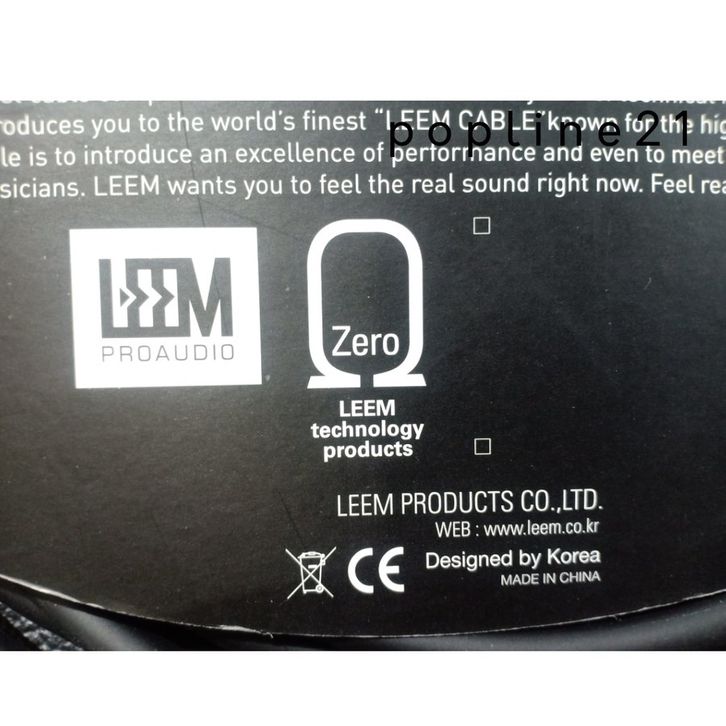 technical
roduces you to the world's finest "LEEM CABLE" known for the hig
popline21
le is to introduce an excellence of performance and even to meet
sicians. LEEM wants you to feel the real sound right now. Feel rea
LEEM
PROAUDIO
Zero
LEEM
technology
products
LEEM PRODUCTS CO.,LTD.
WEB : www.leem.co.kr
CE
Designed by Korea
MADE IN CHINA